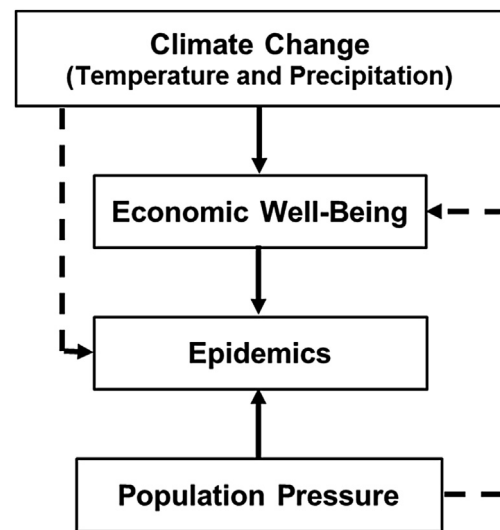 Climate Change
(Temperature and Precipitation)
Economic Well-Being
Epidemics
Population Pressure